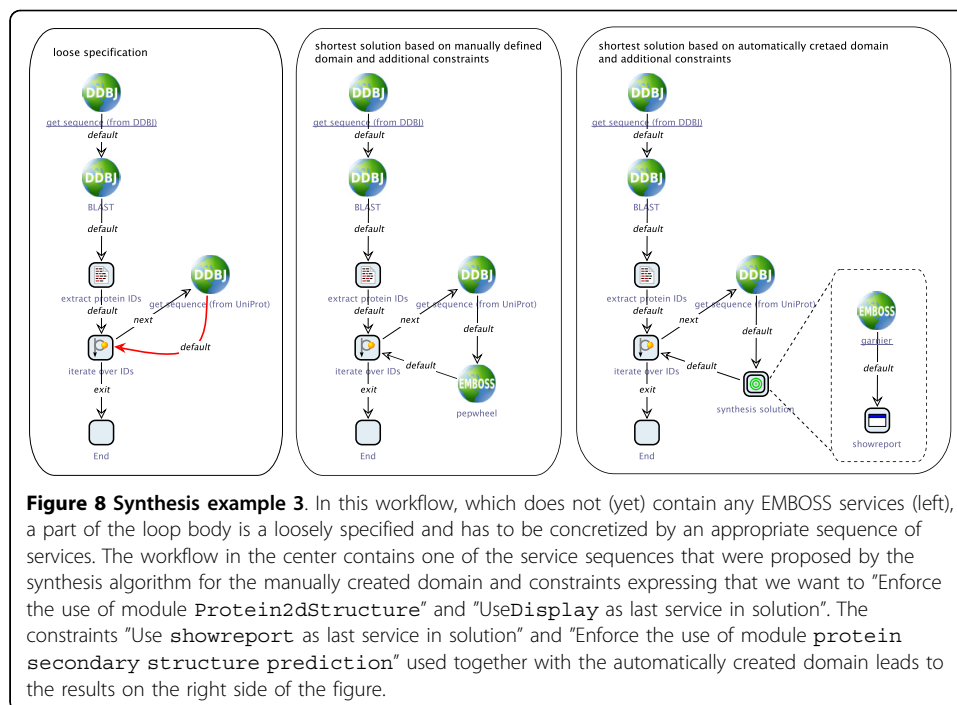 loose specification
DDBJ
get sequence (from DDBJ)
default
DDBJ
BLAST
default
extract protein IDs
default
DDBJ
get sequence (from UniProt)
next
default
iterate over IDs
exit
End
shortest solution based on manually defined
domain and additional constraints
DDBJ
get sequence (from DDBJ)
default
DDBJ
BLAST
default
extract protein IDs
default
DDBJ
get sequence (from UniProt)
next
default
iterate over IDs
default
EMBOSS
pepwheel
exit
End
shortest solution based on automatically cretaed domain
and additional constraints
DDBJ
get sequence (from DDBJ)
default
DDBJ
BLAST
default
extract protein IDs
default
DDBJ
get sequence (from UniProt)
next
default
iterate over IDs
default
synthesis solution
exit
End
EMBOSS
garnier
default
showreport
Figure 8 Synthesis example 3. In this workflow, which does not (yet) contain any EMBOSS services (left),
a part of the loop body is a loosely specified and has to be concretized by an appropriate sequence of
services. The workflow in the center contains one of the service sequences that were proposed by the
synthesis algorithm for the manually created domain and constraints expressing that we want to "Enforce
the use of module Protein2dStructure" and "UseDisplay as last service in solution". The
constraints "Use showreport as last service in solution" and "Enforce the use of module protein
secondary structure prediction" used together with the automatically created domain leads to
the results on the right side of the figure.